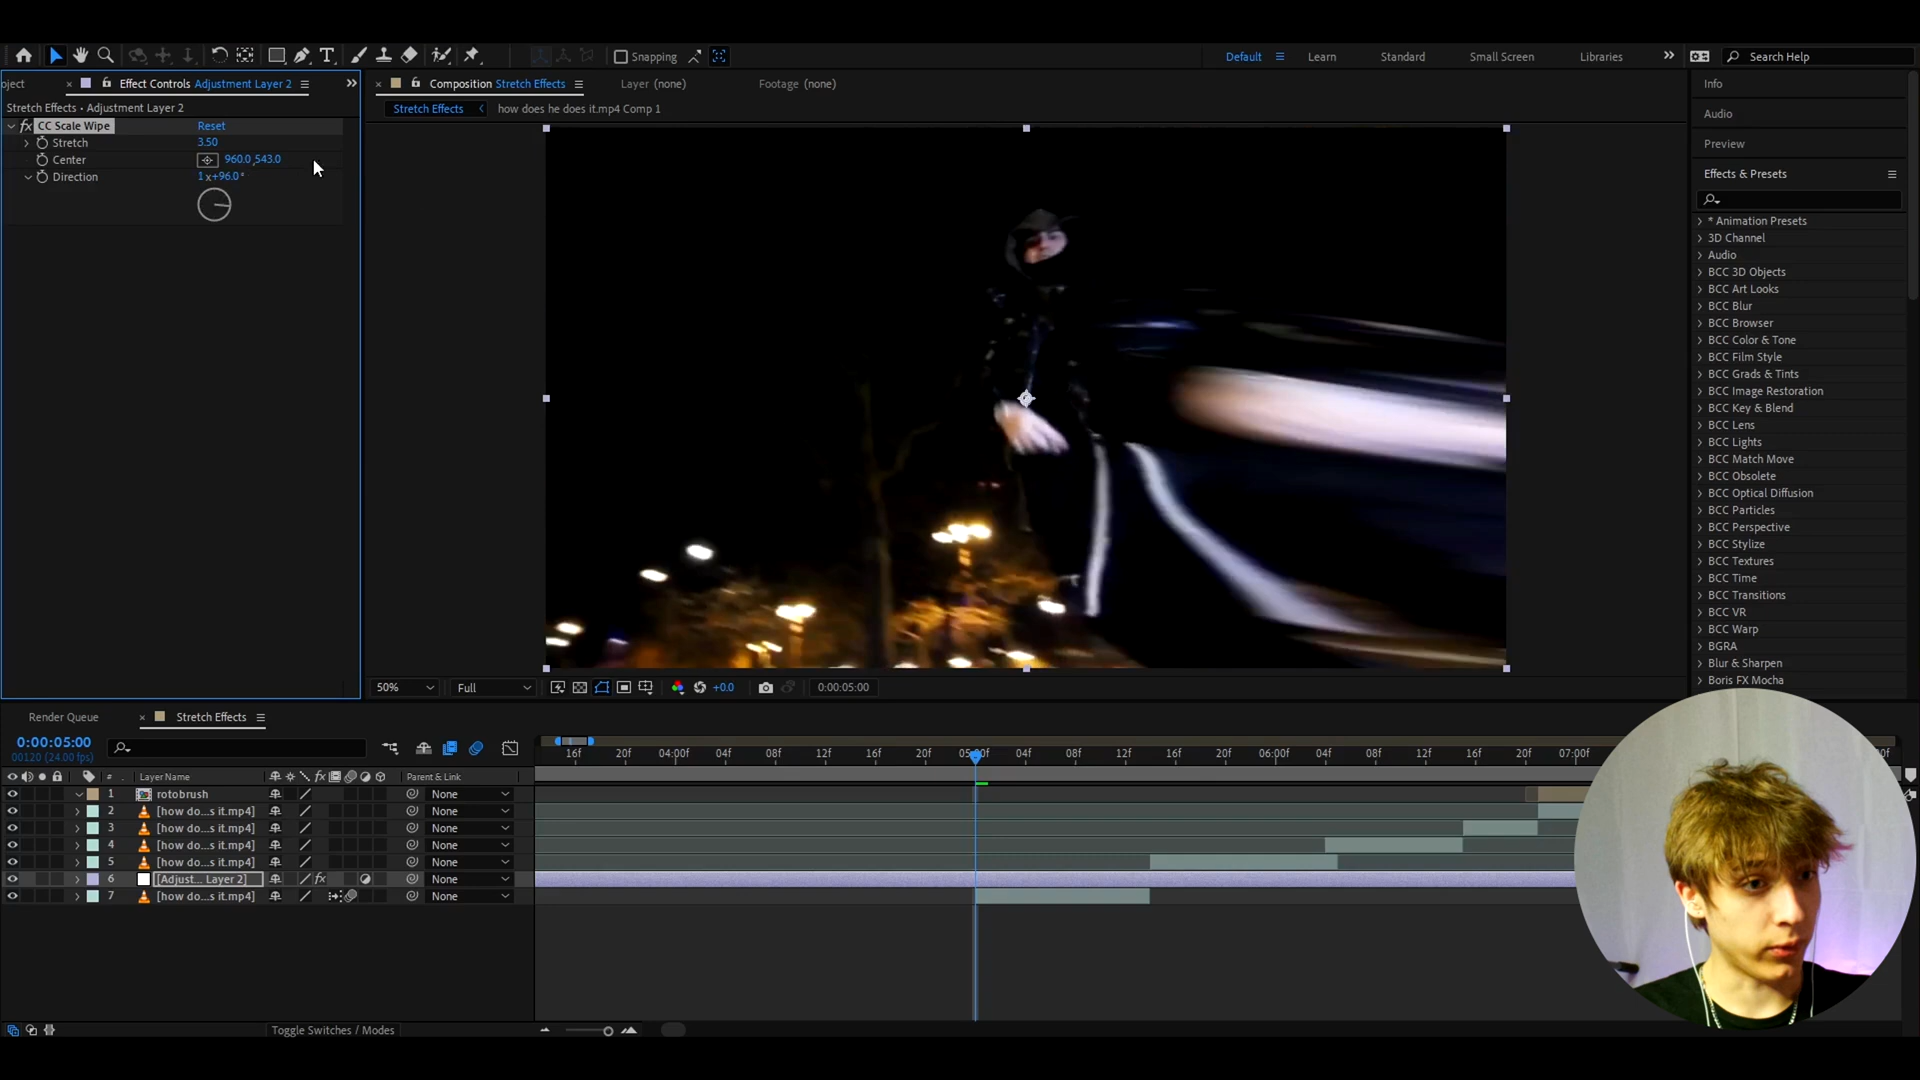 Snapping
Default
Learn
Standard
Small Screen
Libraries
Search Help
oject
Effect Controls Adjustment Layer 2
Composition Stretch Effects
Layer (none)
Footage (none)
Stretch Effects • Adjustment Layer 2
Stretch Effects
how does he does it.mp4 Comp 1
fx CC Scale Wipe Reset
Stretch 3.50
Center 960.0,543.0
Direction 1x+96.0°
Info
Audio
Preview
Effects & Presets
* Animation Presets
3D Channel
Audio
BCC 3D Objects
BCC Art Looks
BCC Blur
BCC Browser
BCC Color & Tone
BCC Film Style
BCC Grads & Tints
BCC Image Restoration
BCC Key & Blend
BCC Lens
BCC Lights
BCC Match Move
BCC Obsolete
BCC Optical Diffusion
BCC Particles
BCC Perspective
BCC Stylize
BCC Textures
BCC Time
BCC Transitions
BCC VR
BCC Warp
BGRA
Blur & Sharpen
Boris FX Mocha
50%
Full
+0.0
0:00:05:00
Render Queue
Stretch Effects
0:00:05:00
00120 (24.00 fps)
16f 20f 04:00f 04f 08f 12f 16f 20f 05:00f 04f 08f 12f 16f 20f 06:00f 04f 08f 12f 16f 20f 07:00f
# Layer Name fx Parent & Link
1 rotobrush None
2 [how do...s it.mp4] None
3 [how do...s it.mp4] None
4 [how do...s it.mp4] None
5 [how do...s it.mp4] None
6 [Adjust... Layer 2] fx None
7 [how do...s it.mp4] None
Toggle Switches / Modes